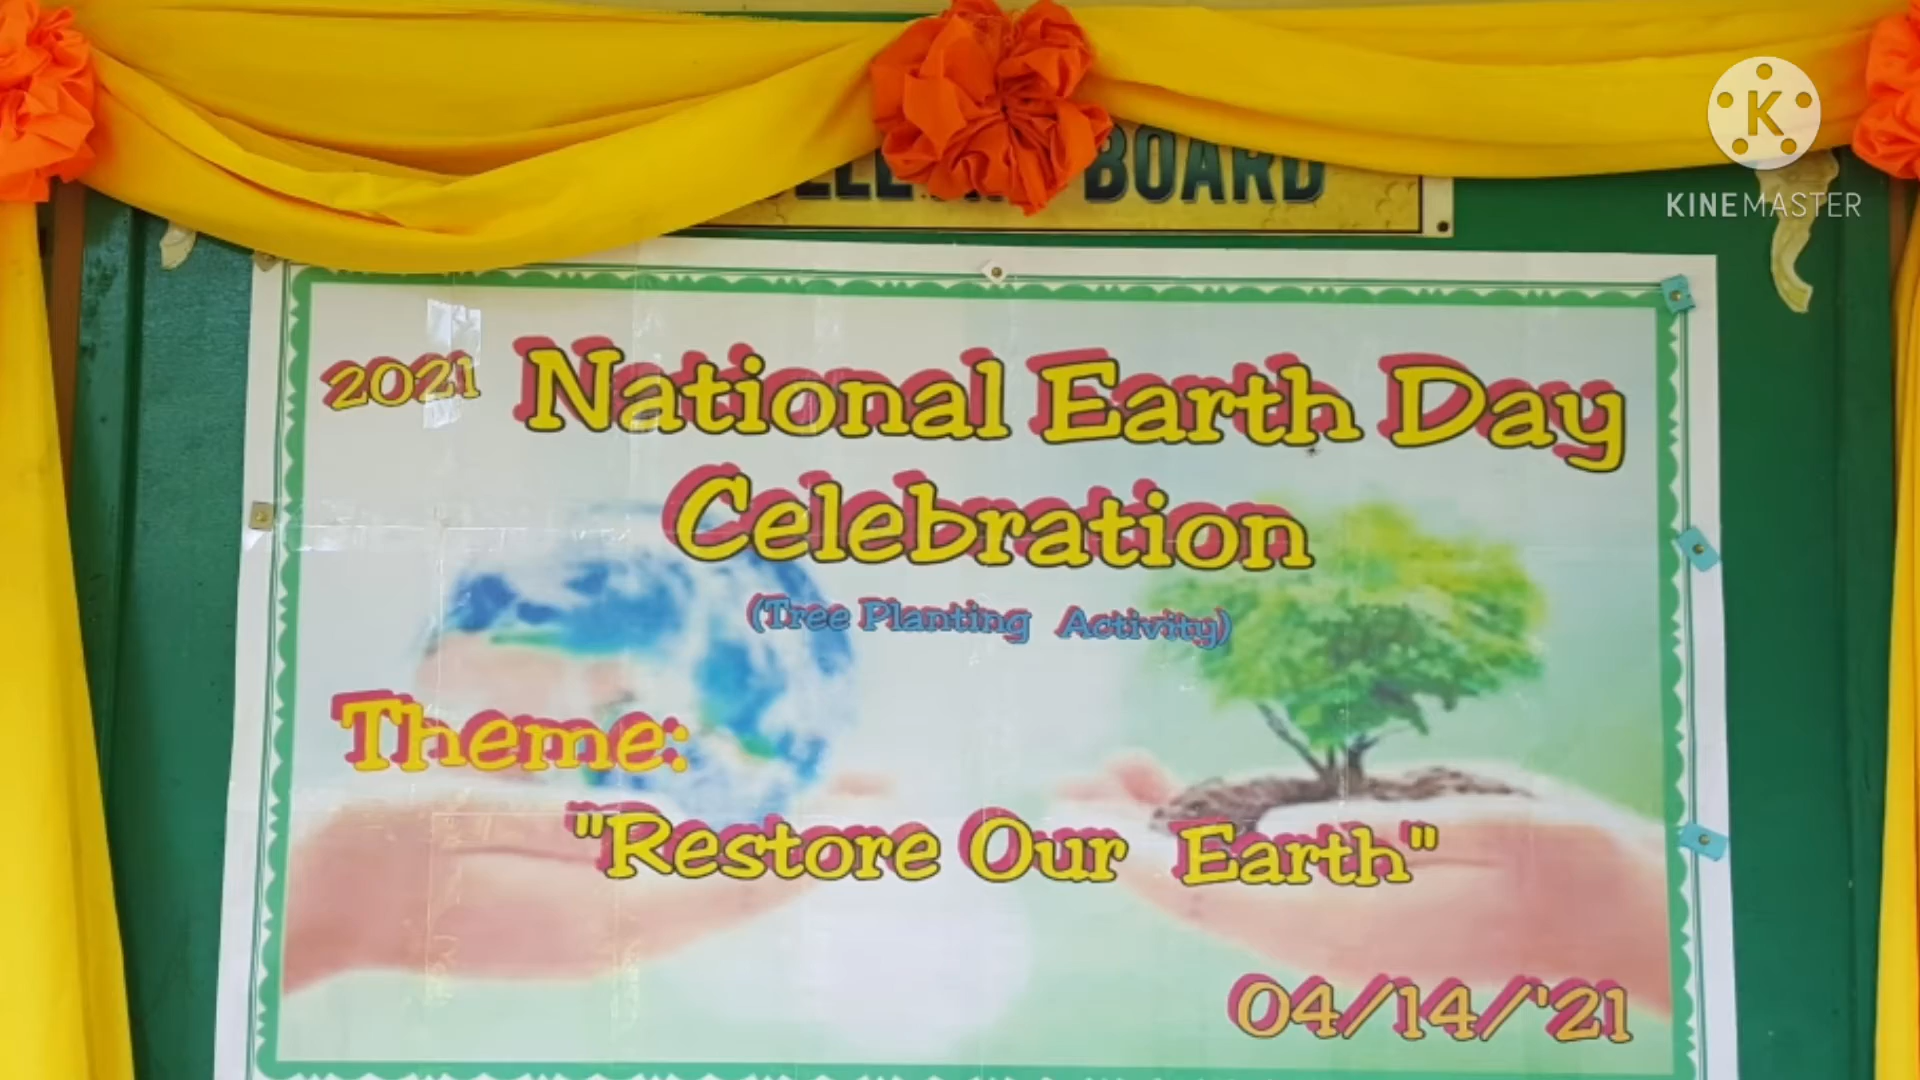 BOARD
KINEMASTER
2021 National Earth Day
Celebration
(Tree Planting Activity)
Theme:
"Restore Our Earth"
04/14/'21